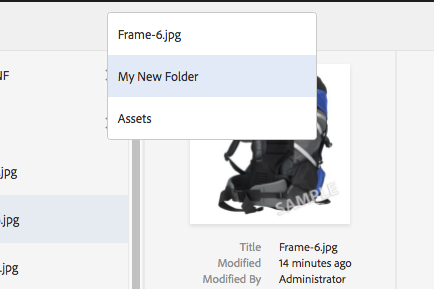 Frame-6.jpg
My New Folder
NF
Assets
.jpg
.jpg
.jpg
SAMPLE
Title Frame-6.jpg
Modified 14 minutes ago
Modified By Administrator